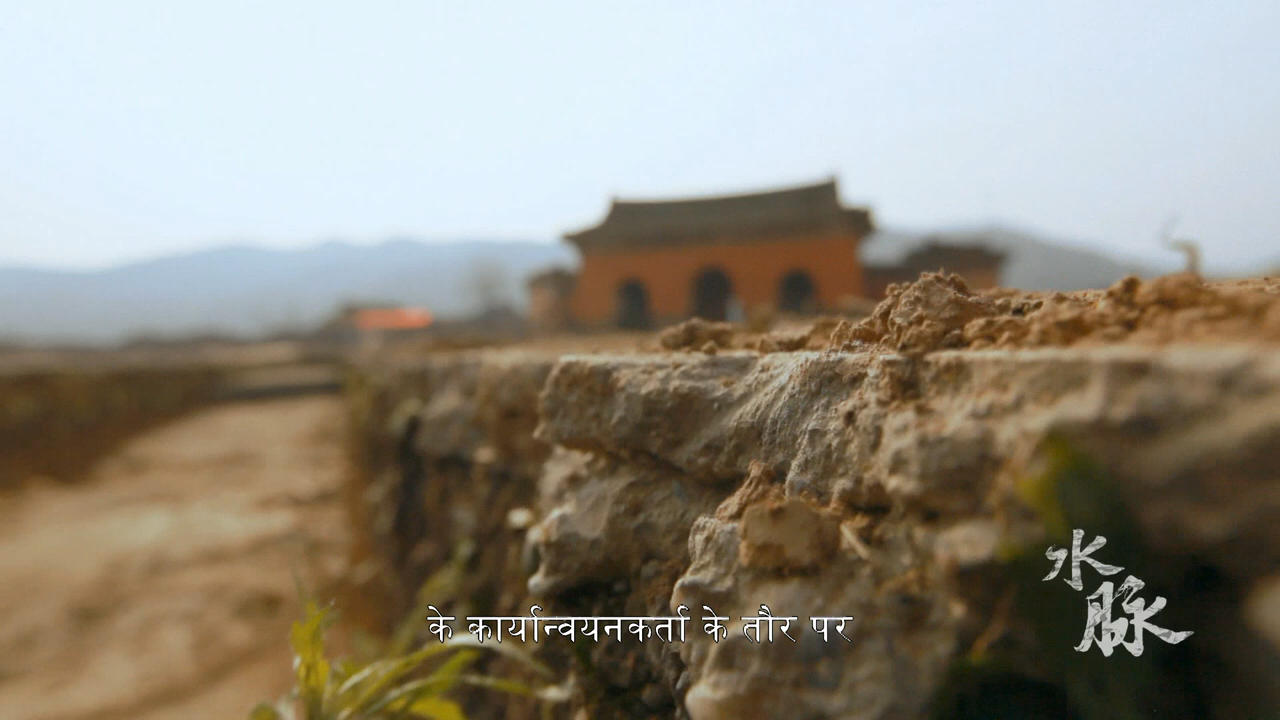 के कार्यान्वयनकर्ता के तौर पर
水脉